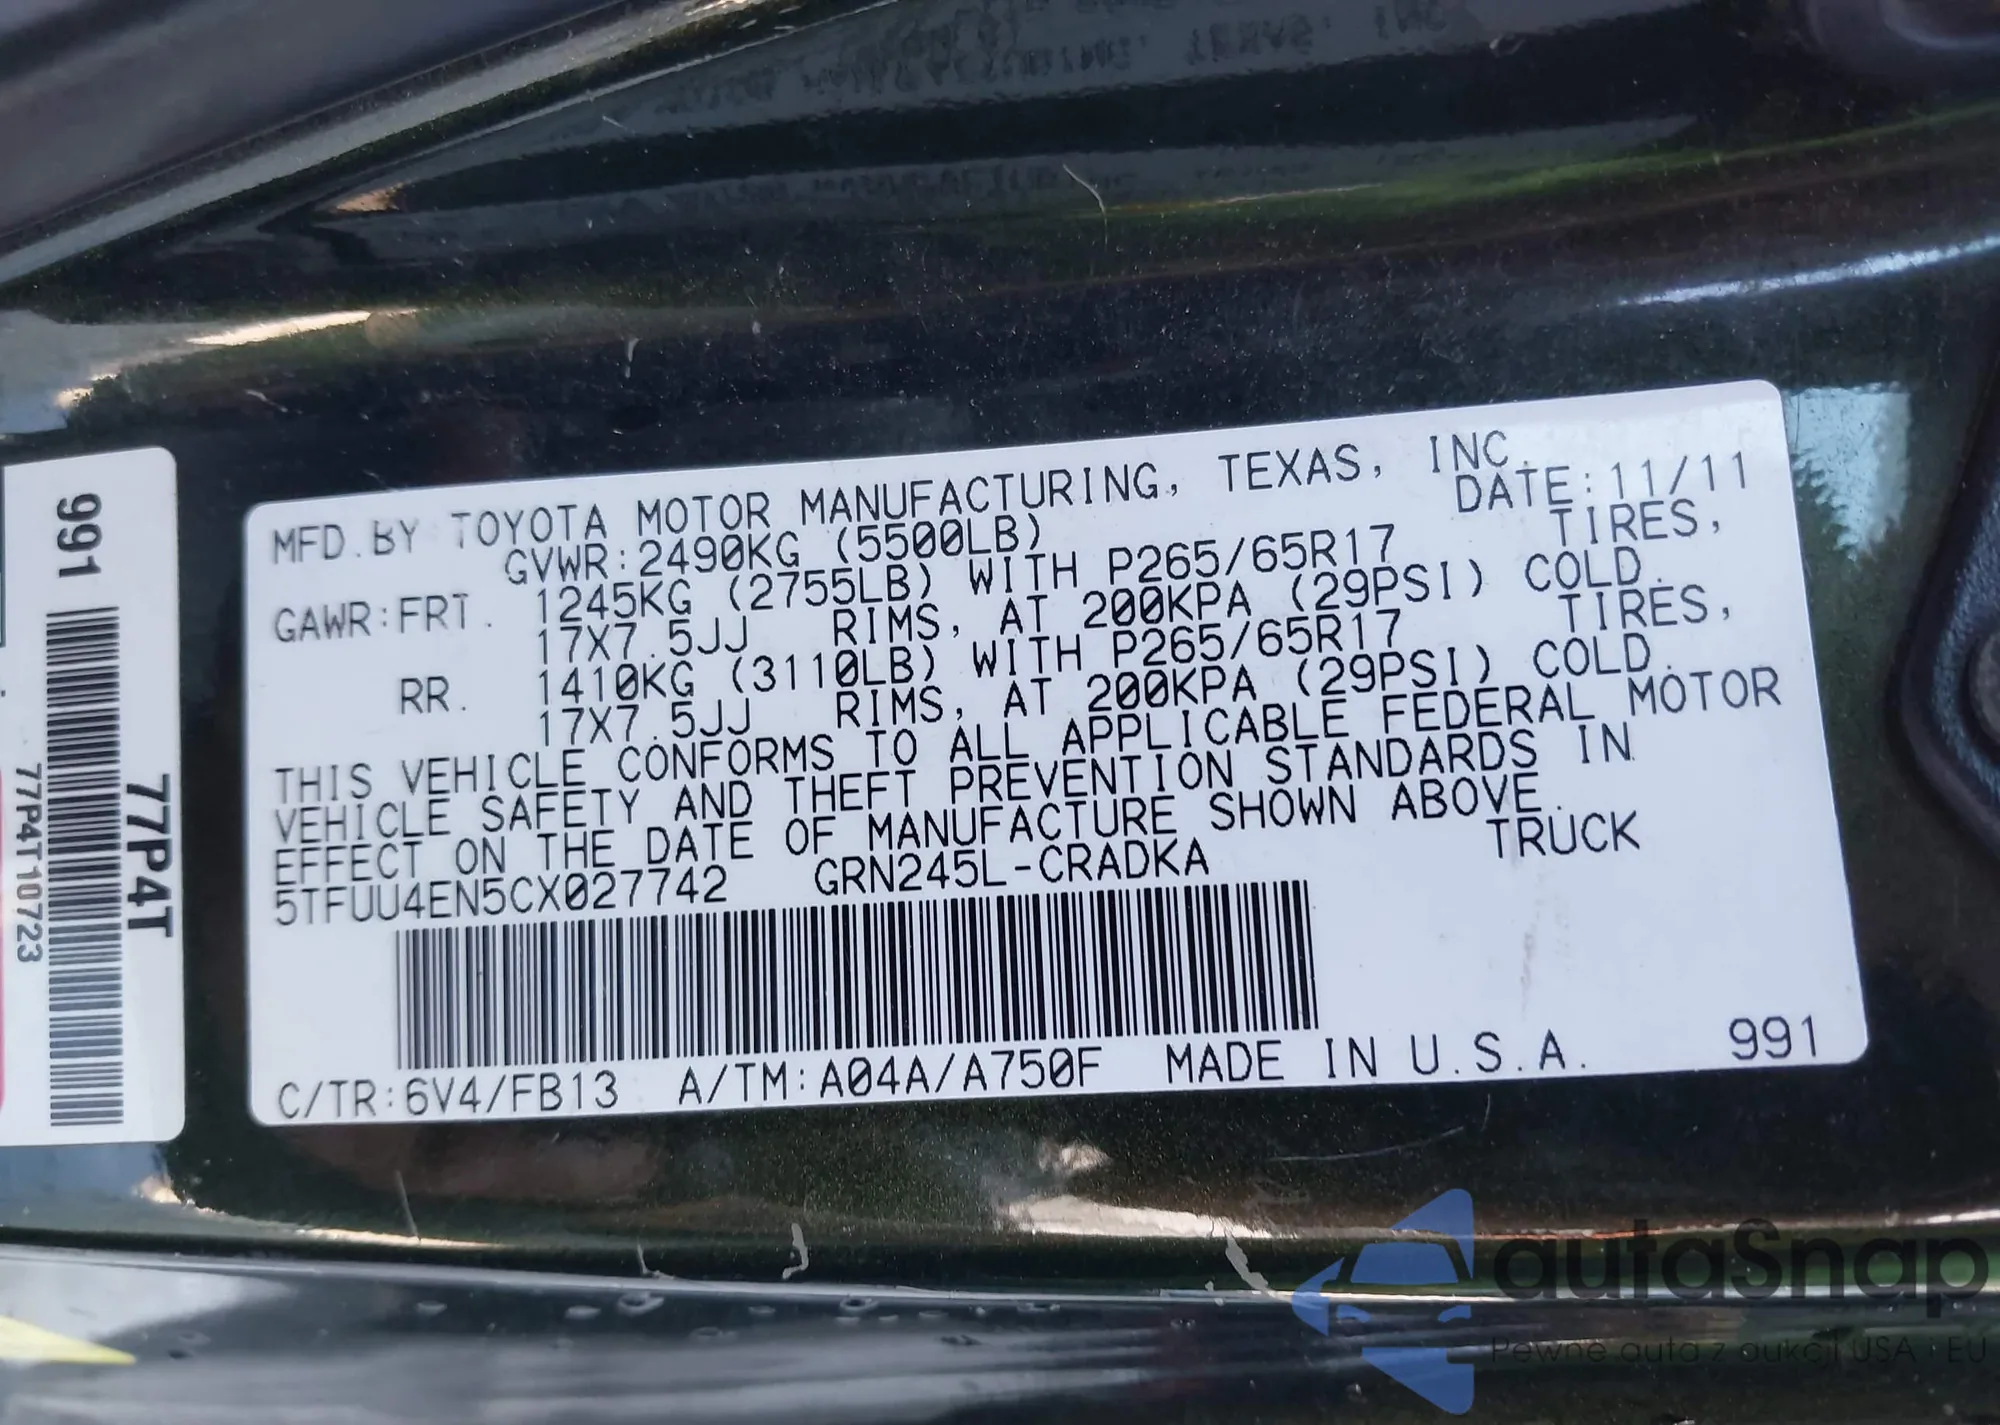 MFD. BY TOYOTA MOTOR MANUFACTURING, TEXAS, INC.
GVWR:2490KG (5500LB) DATE:11/11
GAWR:FRT. 1245KG (2755LB) WITH P265/65R17 TIRES,
17X7.5JJ RIMS, AT 200KPA (29PSI) COLD.
RR. 1410KG (3110LB) WITH P265/65R17 TIRES,
17X7.5JJ RIMS, AT 200KPA (29PSI) COLD.
THIS VEHICLE CONFORMS TO ALL APPLICABLE FEDERAL MOTOR
VEHICLE SAFETY AND THEFT PREVENTION STANDARDS IN
EFFECT ON THE DATE OF MANUFACTURE SHOWN ABOVE.
5TFUU4EN5CX027742 GRN245L-CRADKA TRUCK
C/TR:6V4/FB13 A/TM:A04A/A750F MADE IN U.S.A. 991
991
77P4T
77P4T10723
autoSnap
Pewne auta z aukcji USA i EU